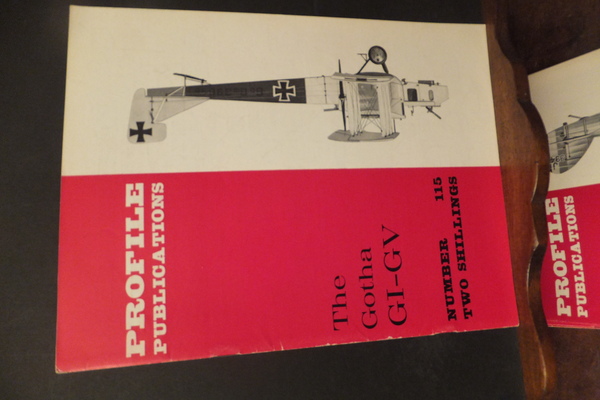 PROFILE
PUBLICATIONS
The
Gotha
GI-GV
NUMBER 115
TWO SHILLINGS
PROFILE
PUBLICATIONS